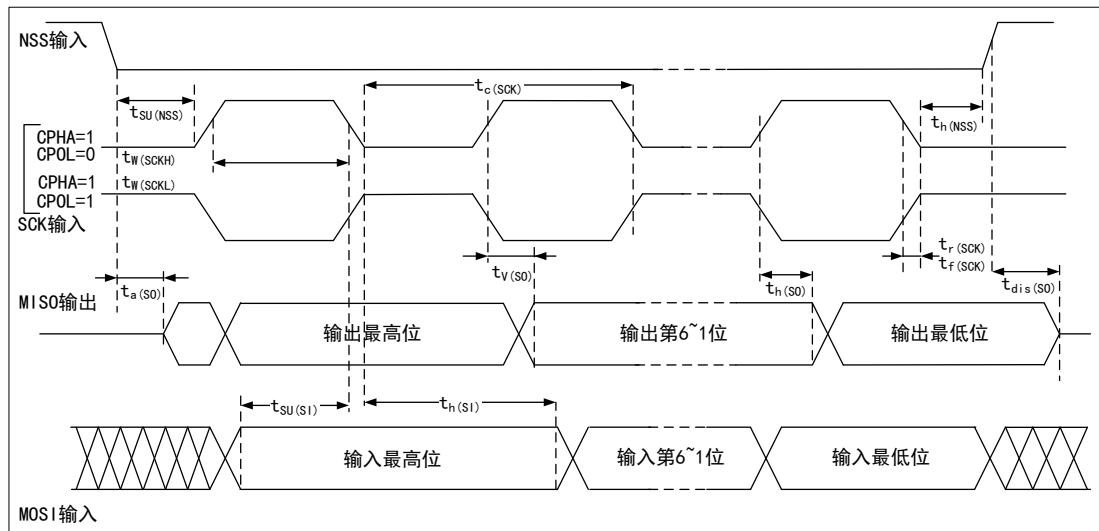 NSS输入
tc(SCK)
tSU(NSS)
th(NSS)
CPHA=1
CPOL=0
tW(SCKH)
CPHA=1
tW(SCKL)
CPOL=1
SCK输入
tr(SCK)
tV(SO)
tf(SCK)
ta(SO)
th(SO)
tdis(SO)
MISO输出
输出最高位
输出第6~1位
输出最低位
tSU(SI)
th(SI)
输入最高位
输入第6~1位
输入最低位
MOSI输入